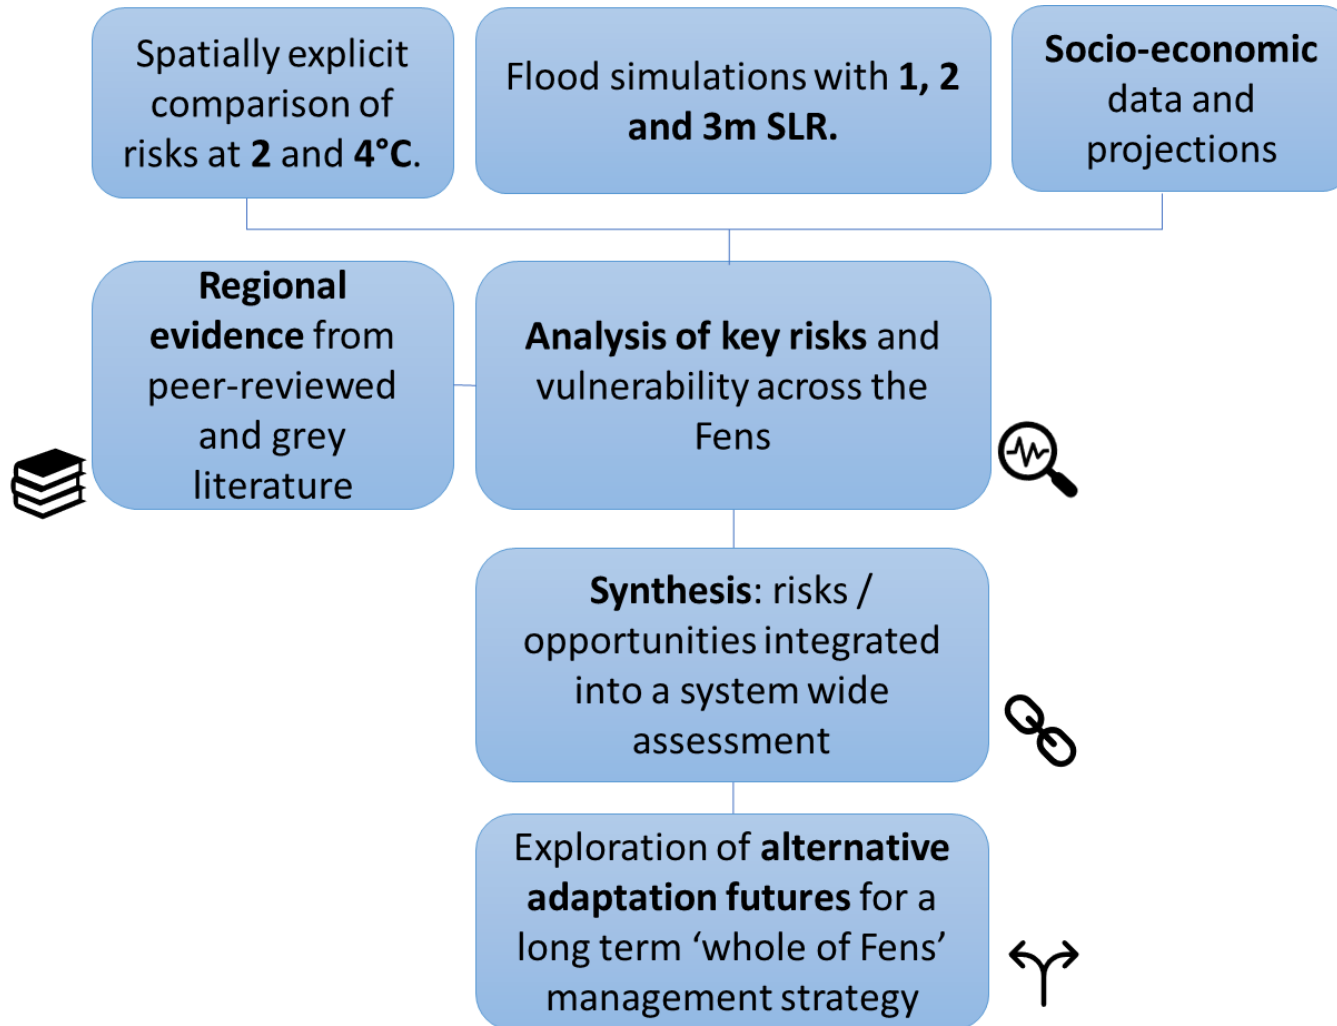 Spatially explicit
comparison of
risks at 2 and 4°C.
Flood simulations with 1, 2
and 3m SLR.
Socio-economic
data and
projections
Regional
evidence from
peer-reviewed
and grey
literature
Analysis of key risks and
vulnerability across the
Fens
Synthesis: risks /
opportunities integrated
into a system wide
assessment
Exploration of alternative
adaptation futures for a
long term ‘whole of Fens’
management strategy